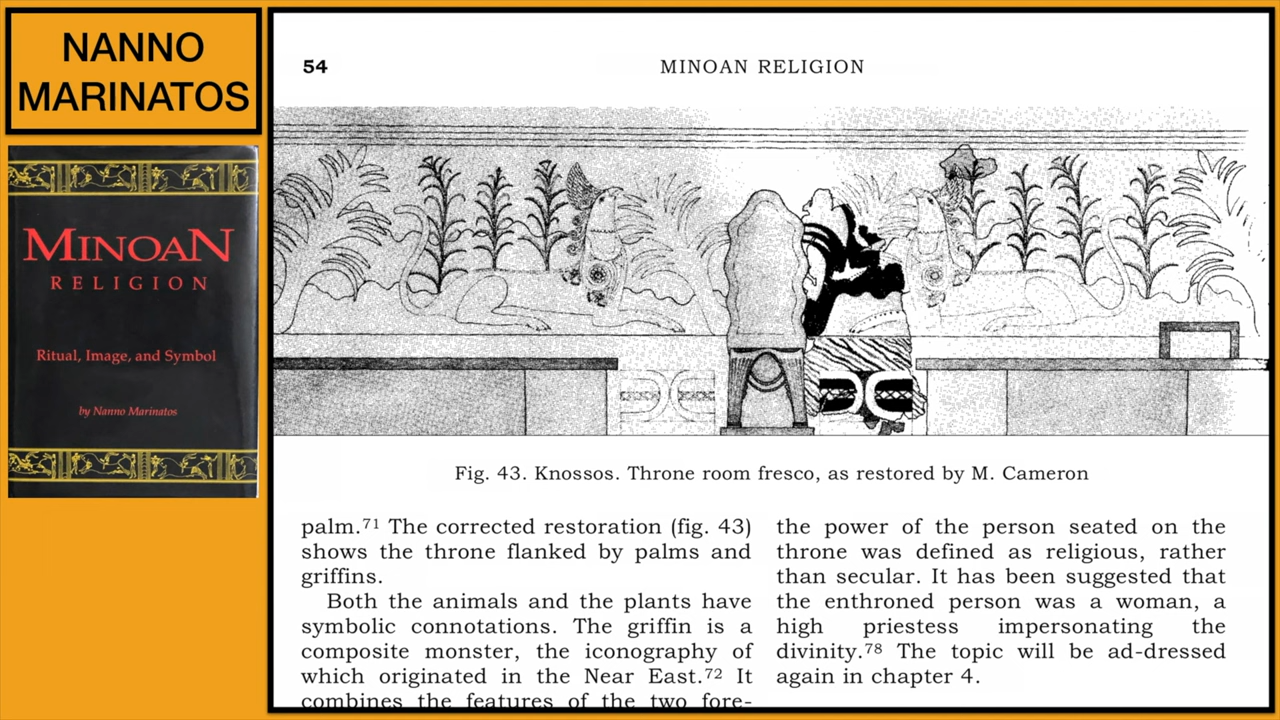 NANNO
MARINATOS
MINOAN
RELIGION
Ritual, Image, and Symbol
by Nanno Marinatos
54
MINOAN RELIGION
Fig. 43. Knossos. Throne room fresco, as restored by M. Cameron
palm.71 The corrected restoration (fig. 43)
shows the throne flanked by palms and
griffins.
Both the animals and the plants have
symbolic connotations. The griffin is a
composite monster, the iconography of
which originated in the Near East.72 It
combines the features of the two fore-
the power of the person seated on the
throne was defined as religious, rather
than secular. It has been suggested that
the enthroned person was a woman, a
high priestess impersonating the
divinity.78 The topic will be ad-dressed
again in chapter 4.